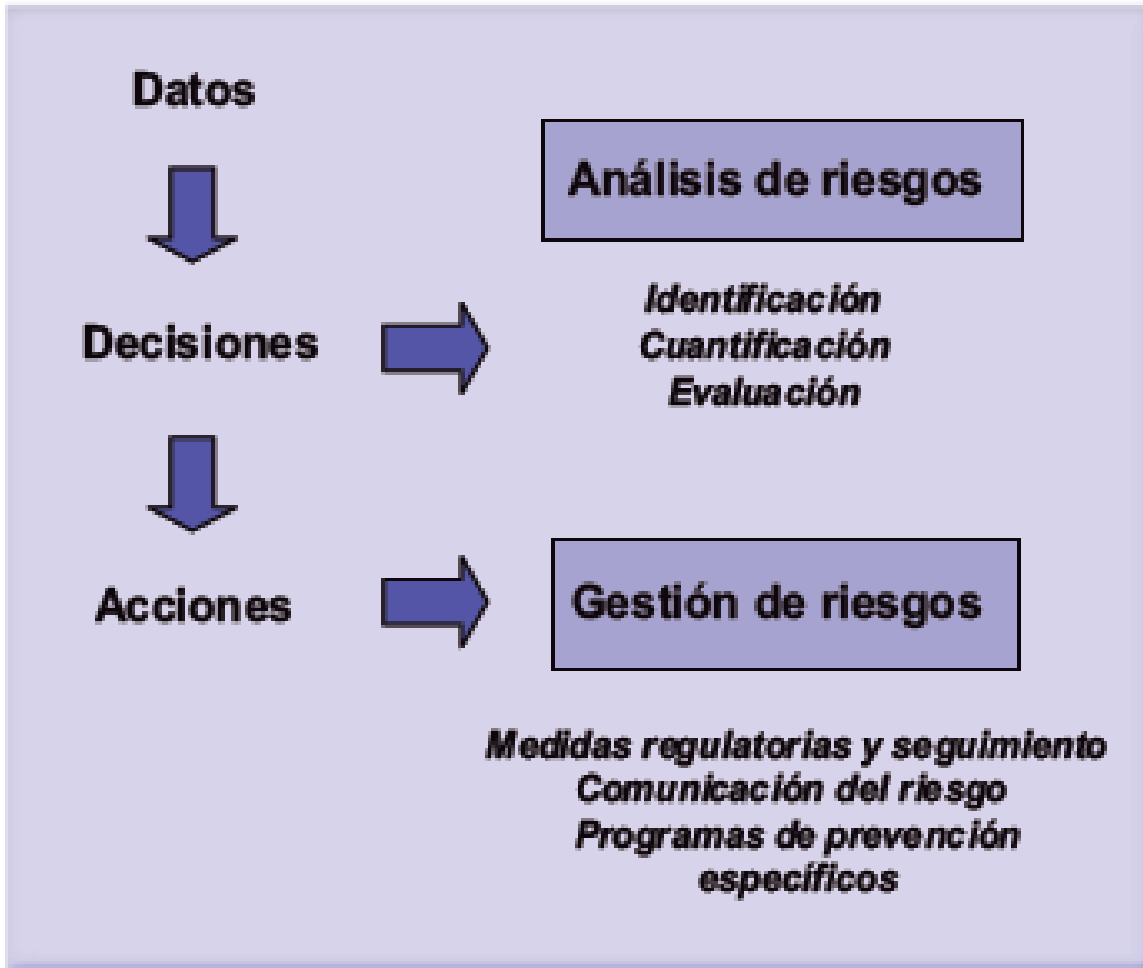 Datos
Análisis de riesgos
Identificación
Cuantificación
Evaluación
Decisiones
Acciones
Gestión de riesgos
Medidas regulatorias y seguimiento
Comunicación del riesgo
Programas de prevención
específicos